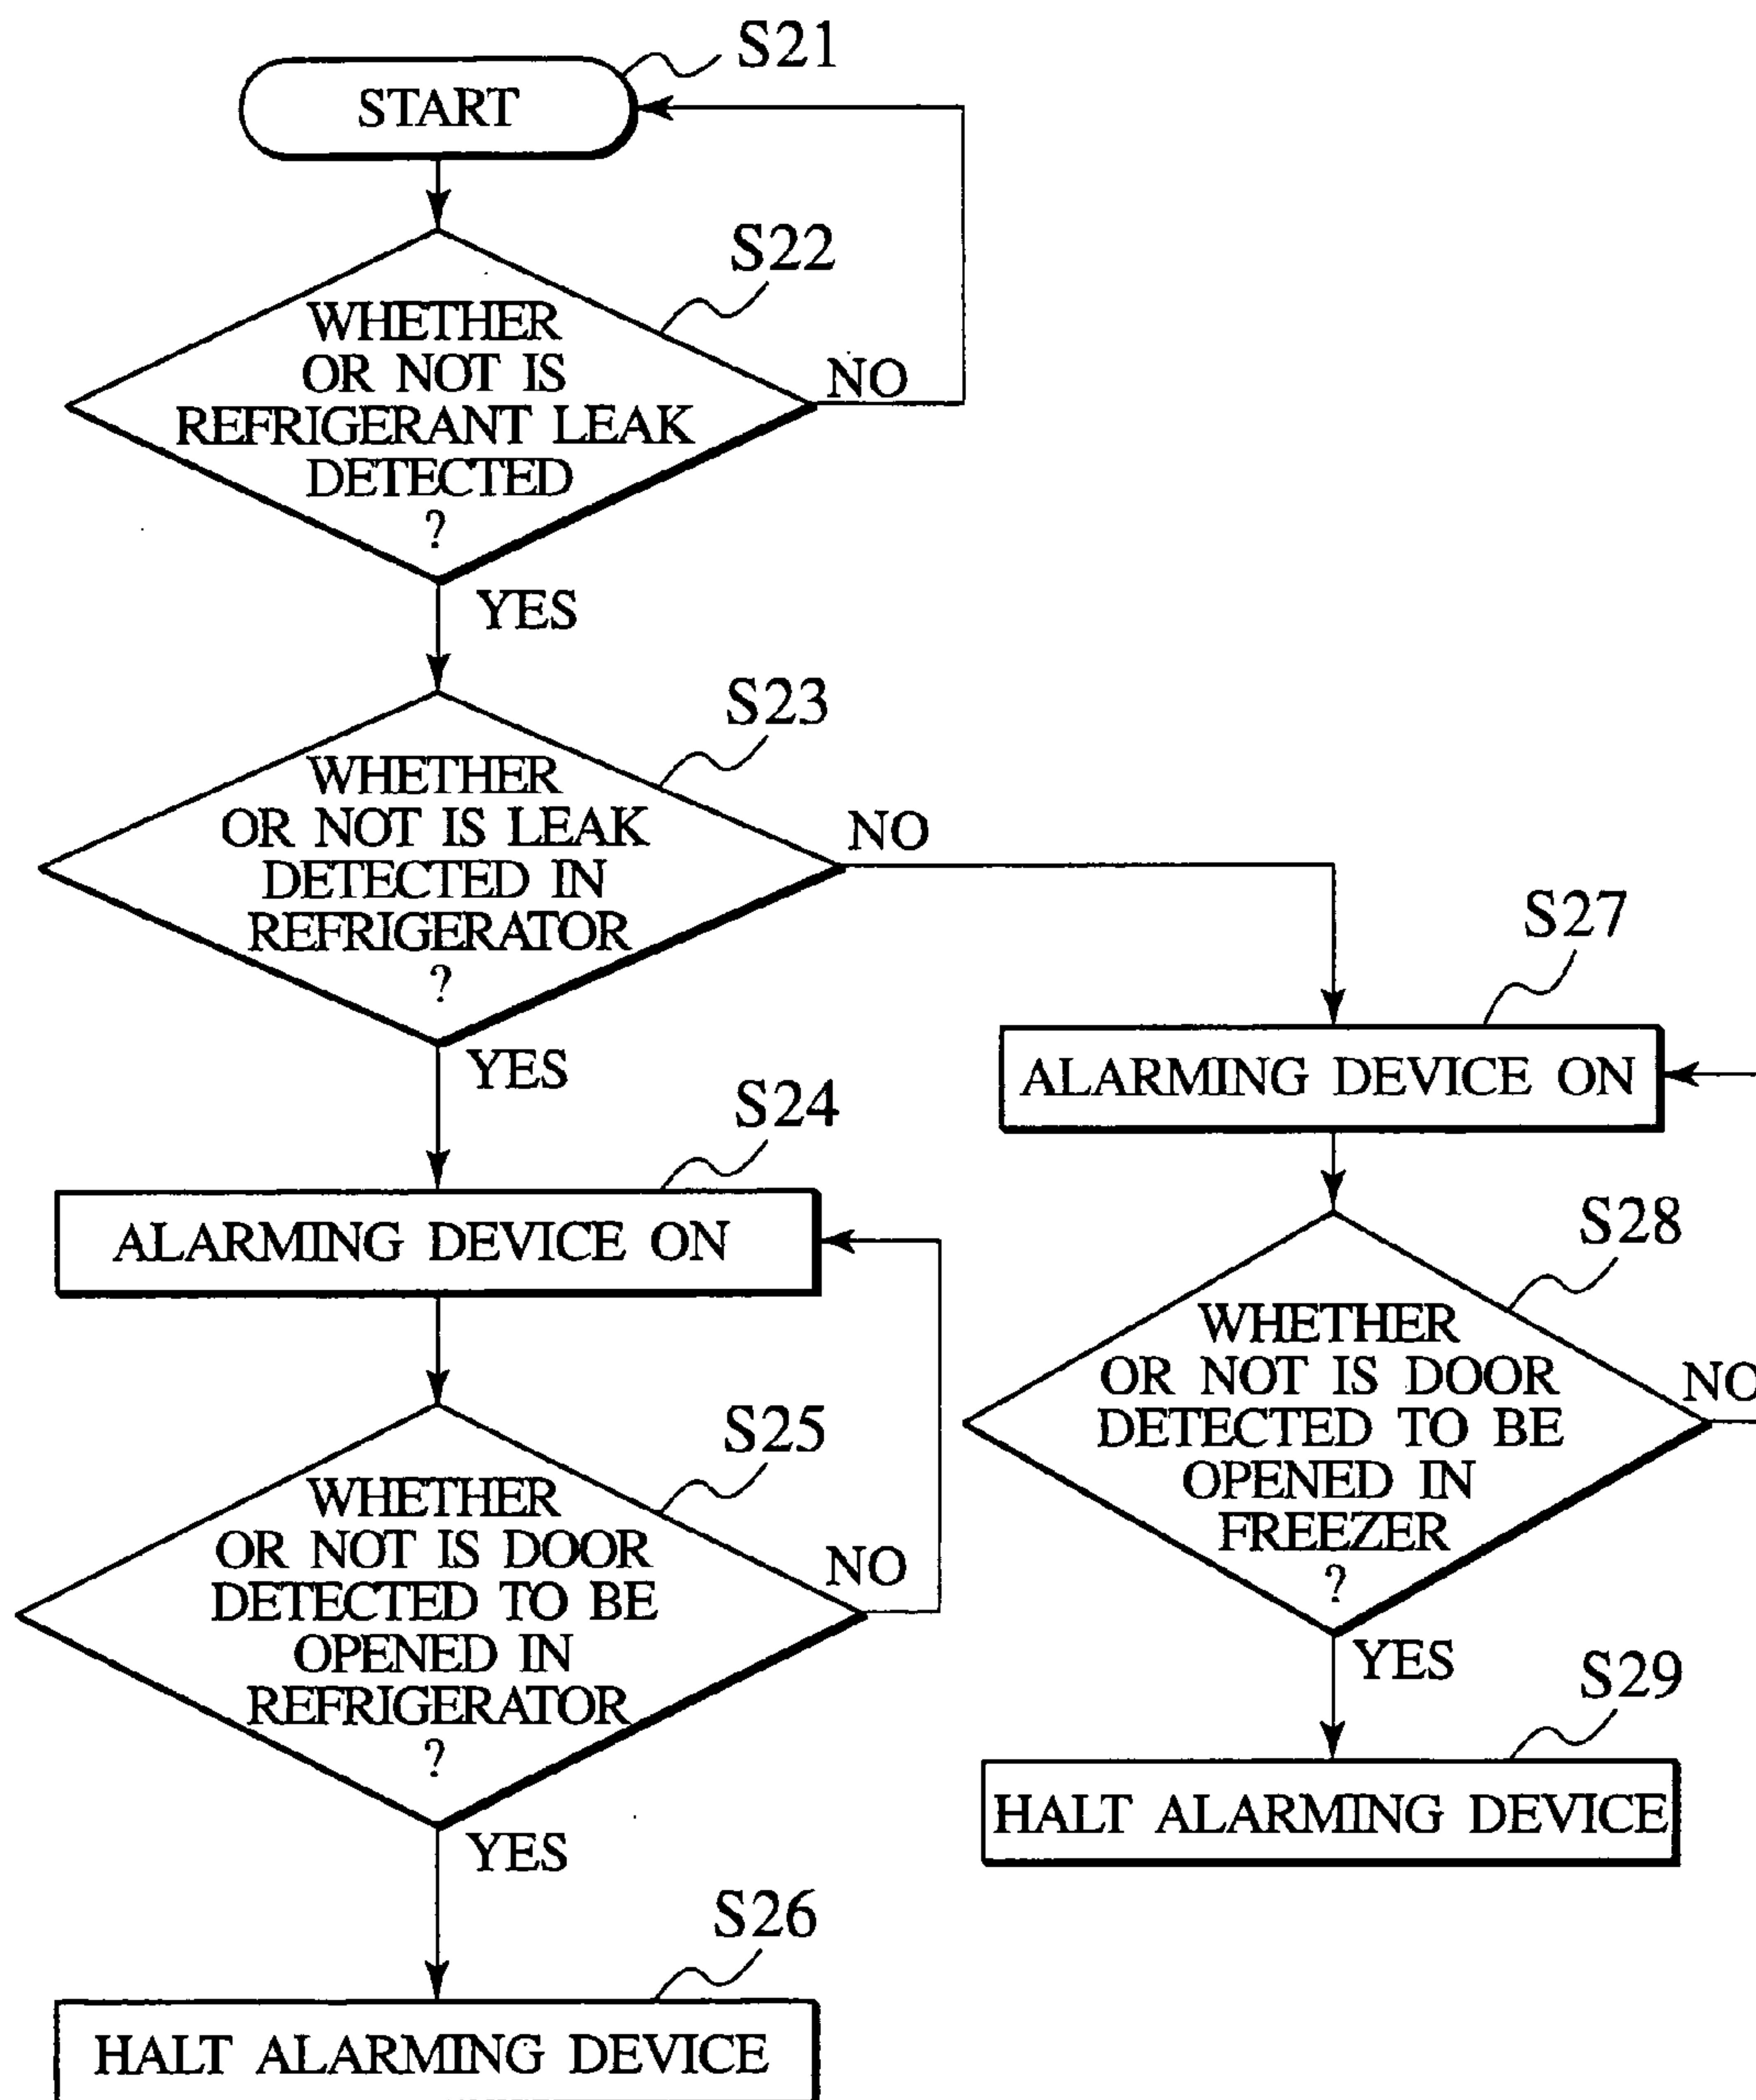 S21
START
S22
WHETHER
OR NOT IS
REFRIGERANT LEAK
DETECTED
?
NO
YES
S23
WHETHER
OR NOT IS LEAK
DETECTED IN
REFRIGERATOR
?
NO
YES
S24
ALARMING DEVICE ON
S25
WHETHER
OR NOT IS DOOR
DETECTED TO BE
OPENED IN
REFRIGERATOR
?
NO
YES
S26
HALT ALARMING DEVICE
S27
ALARMING DEVICE ON
S28
WHETHER
OR NOT IS DOOR
DETECTED TO BE
OPENED IN
FREEZER
?
NO
YES
S29
HALT ALARMING DEVICE